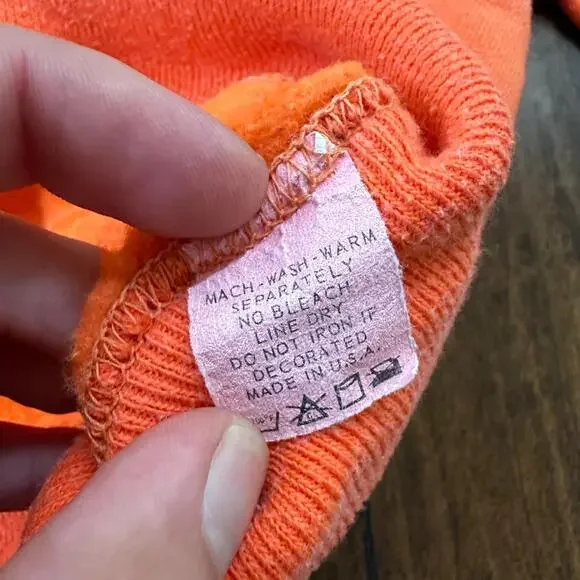 MACH-WASH-WARM
SEPARATELY
NO BLEACH
LINE DRY
DO NOT IRON IF
DECORATED
MADE IN U.S.A.